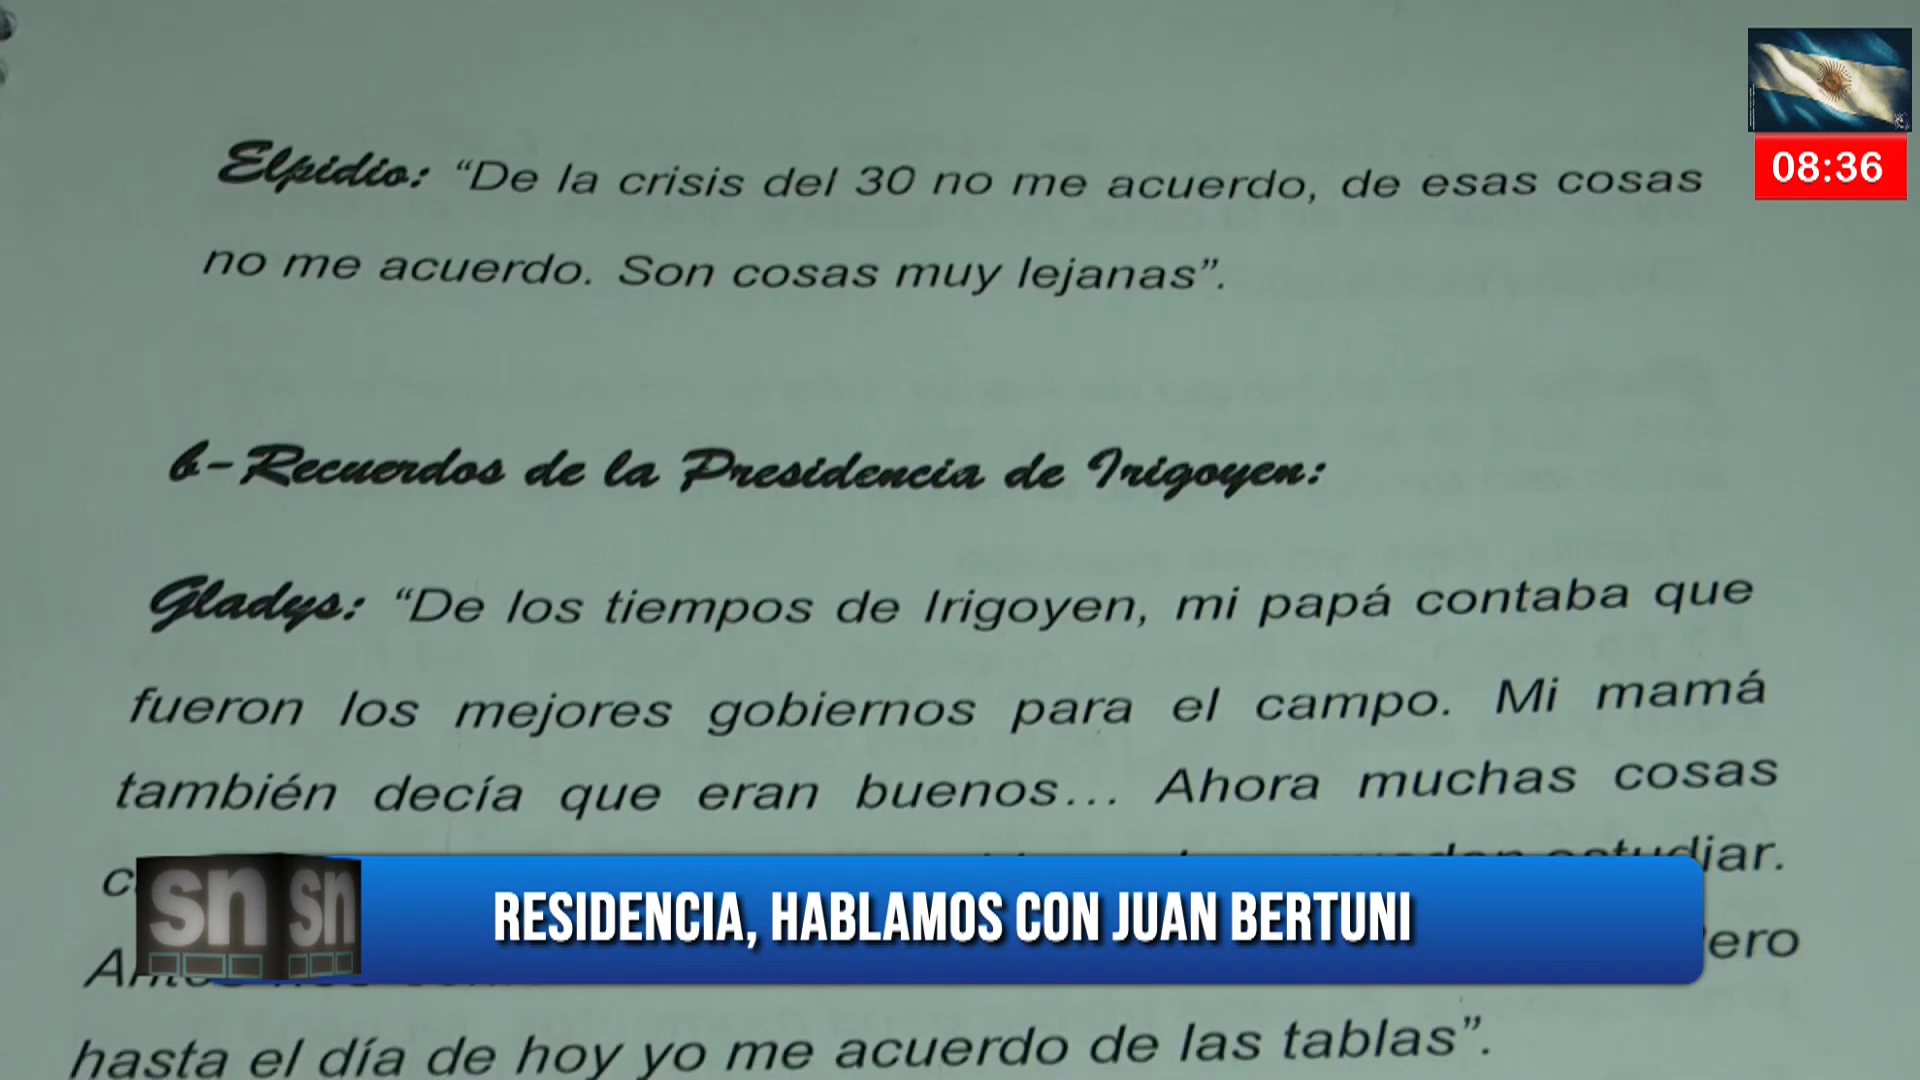 Elpidio: “De la crisis del 30 no me acuerdo, de esas cosas
no me acuerdo. Son cosas muy lejanas”.
b-Recuerdos de la Presidencia de Irigoyen:
Gladys: “De los tiempos de Irigoyen, mi papá contaba que
fueron los mejores gobiernos para el campo. Mi mamá
también decía que eran buenos... Ahora muchas cosas
estudiar.
hasta el día de hoy yo me acuerdo de las tablas”.
08:36
sn sn
RESIDENCIA, HABLAMOS CON JUAN BERTUNI